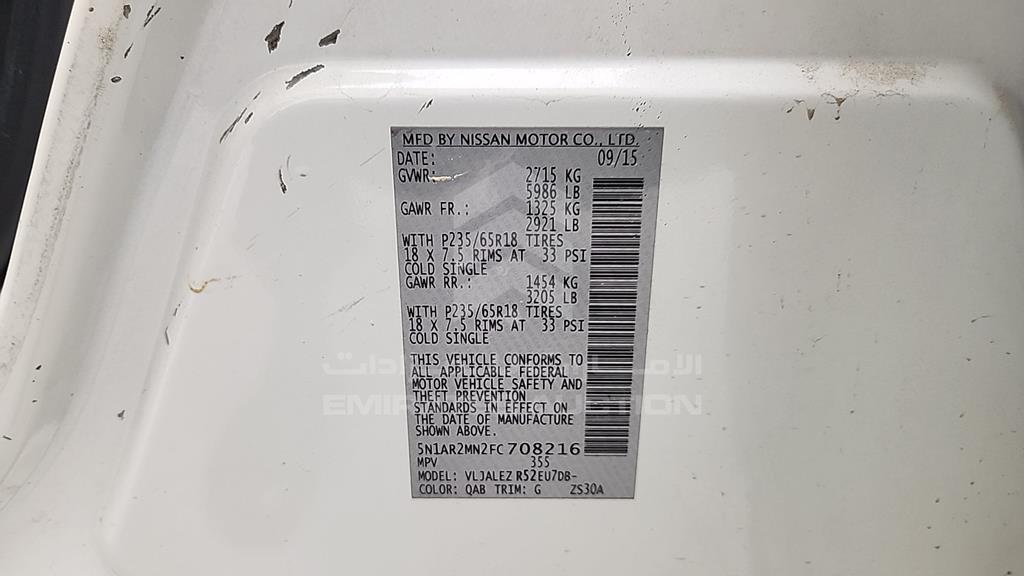 MFD BY NISSAN MOTOR CO., LTD.
DATE: 09/15
GVWR: 2715 KG
5986 LB
GAWR FR.: 1325 KG
2921 LB
WITH P235/65R18 TIRES
18 X 7.5 RIMS AT 33 PSI
COLD SINGLE
GAWR RR.: 1454 KG
3205 LB
WITH P235/65R18 TIRES
18 X 7.5 RIMS AT 33 PSI
COLD SINGLE
THIS VEHICLE CONFORMS TO
ALL APPLICABLE FEDERAL
MOTOR VEHICLE SAFETY AND
THEFT PREVENTION
STANDARDS IN EFFECT ON
THE DATE OF MANUFACTURE
SHOWN ABOVE.
5N1AR2MN2FC708216
MPV 355
MODEL: VLJALEZ R52EU7DB-
COLOR: QAB TRIM: G ZS30A